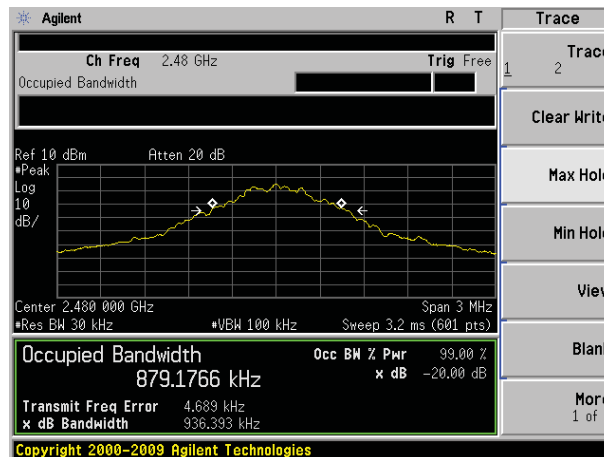 Agilent R T Trace
Ch Freq 2.48 GHz Trig Free
Occupied Bandwidth
Trace
1 2
Clear Write
Max Hold
Min Hold
View
Blank
More
1 of
Ref 10 dBm Atten 20 dB
#Peak
Log
10
dB/
Center 2.480 000 GHz Span 3 MHz
#Res BW 30 kHz #VBW 100 kHz Sweep 3.2 ms (601 pts)
Occupied Bandwidth Occ BW % Pwr 99.00 %
879.1766 kHz x dB -20.00 dB
Transmit Freq Error 4.689 kHz
x dB Bandwidth 936.393 kHz
Copyright 2000-2009 Agilent Technologies